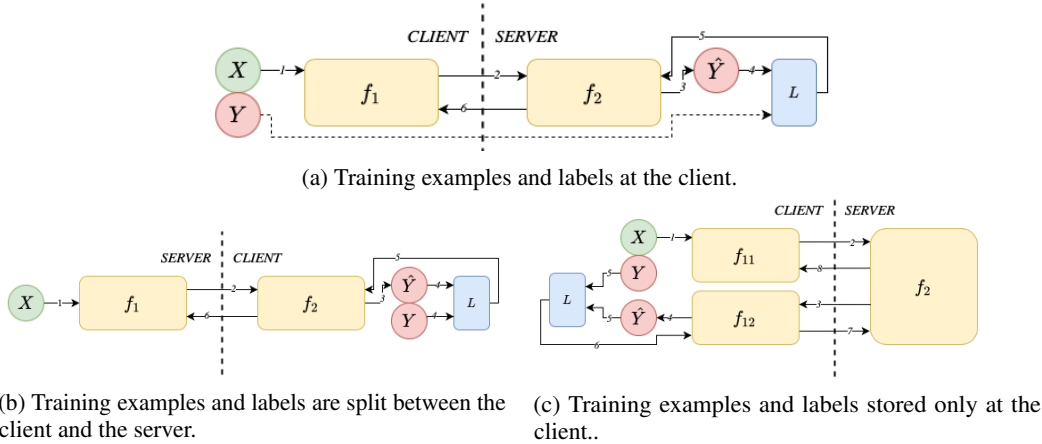 CLIENT SERVER
X 1 f1 2 f2 3 Ŷ 4 L 5
Y 6
(a) Training examples and labels at the client.
SERVER CLIENT
X 1 f1 2 f2 3 Ŷ 4 L 5
6 Y 4
(b) Training examples and labels are split between the
client and the server.
CLIENT SERVER
X 1 f11 2 f2
Y 5 8
L 3
Ŷ 5 4 f12 7
6
(c) Training examples and labels stored only at the
client..